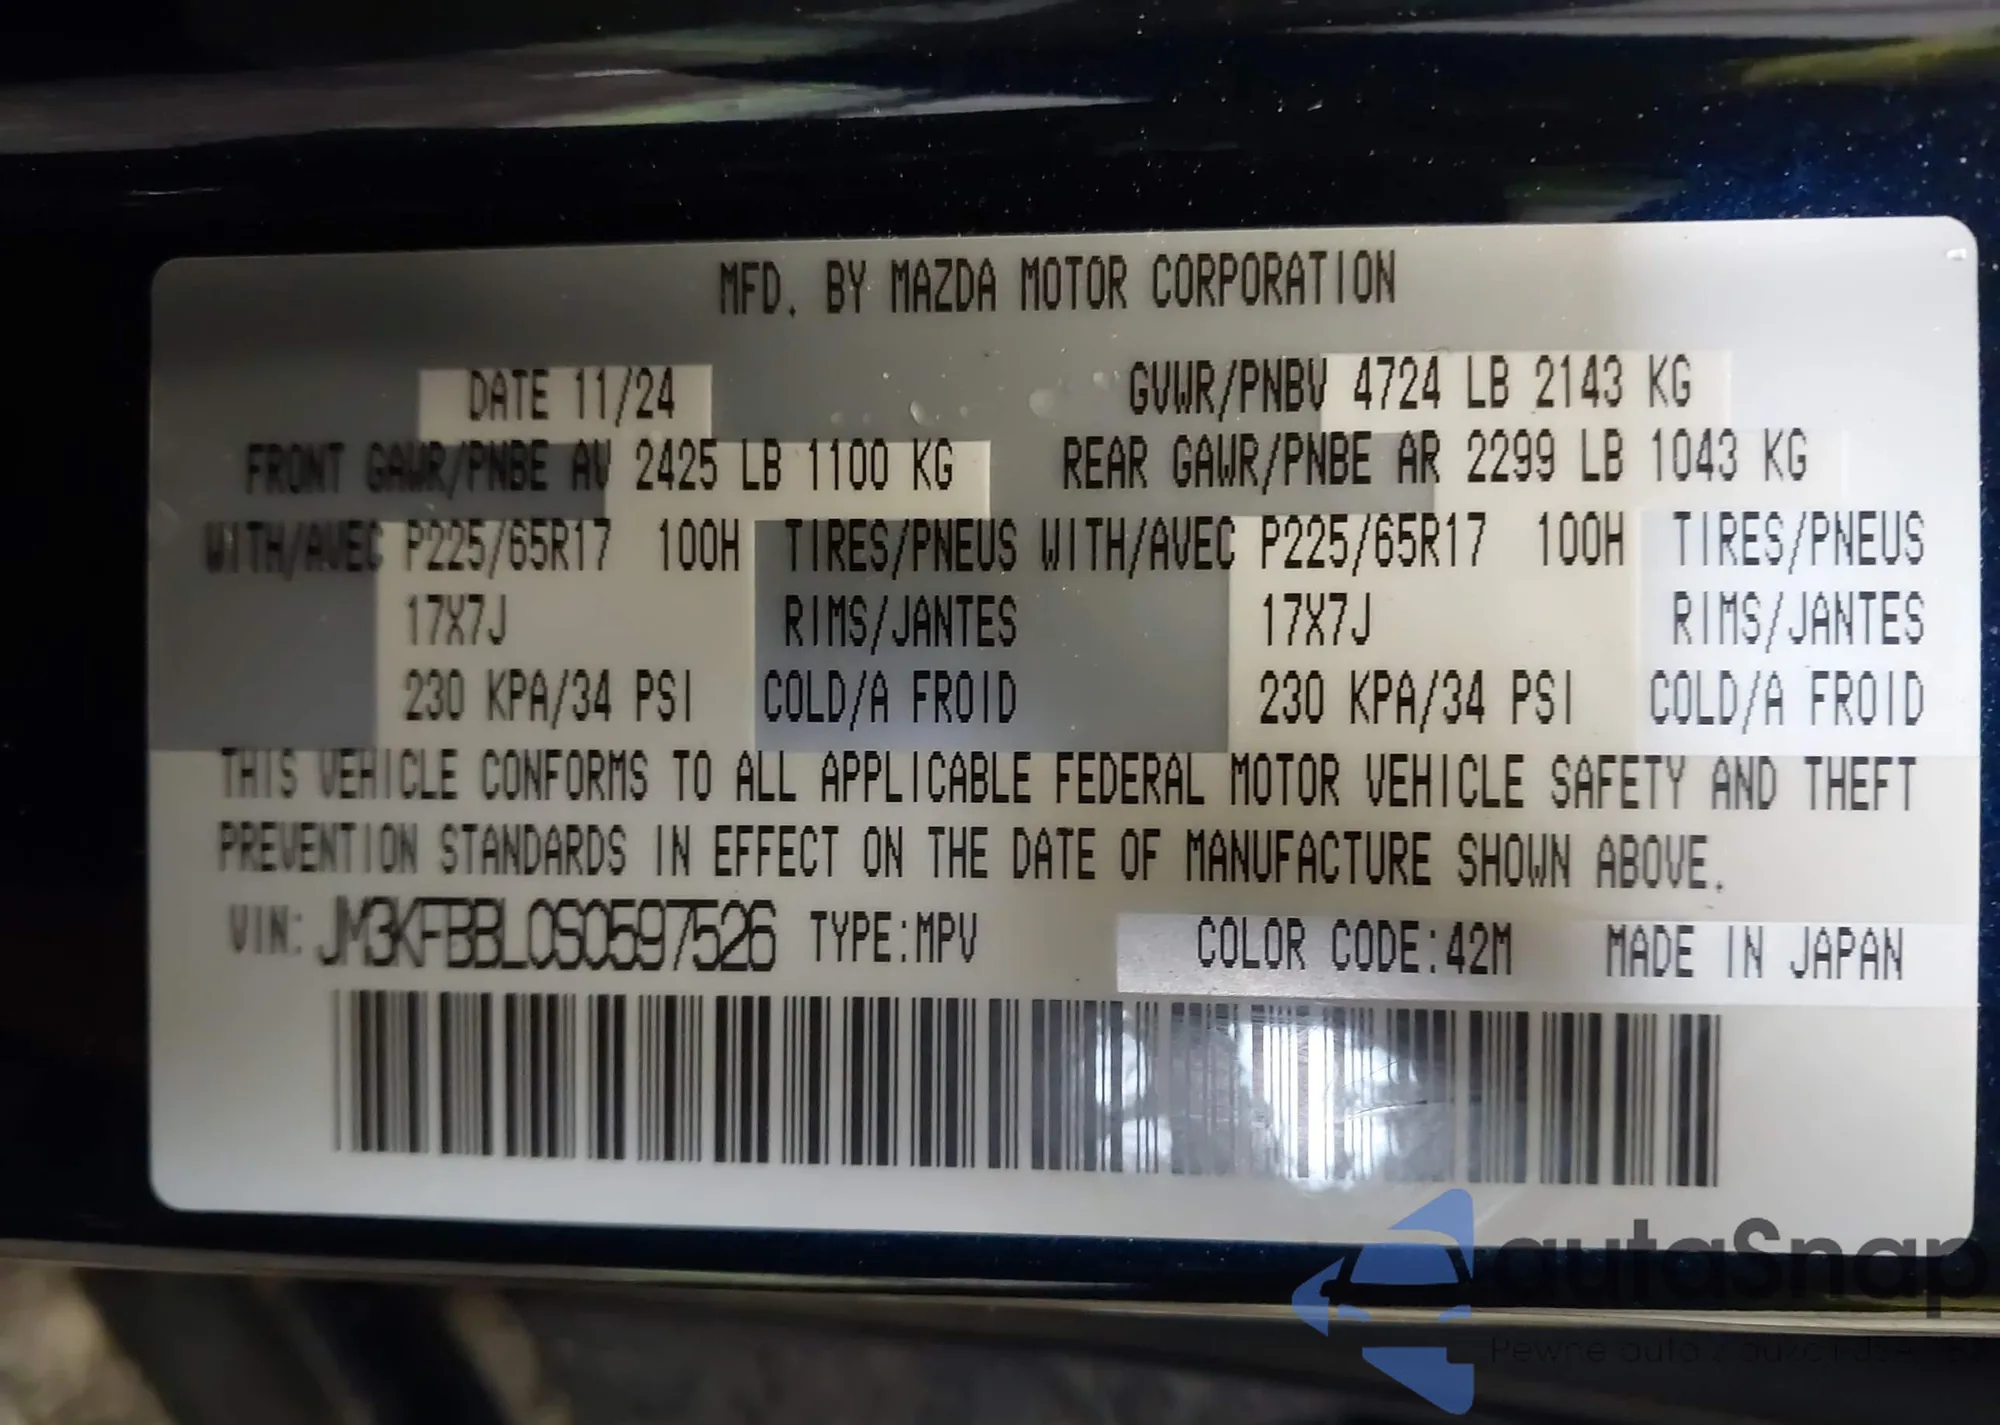 MFD. BY MAZDA MOTOR CORPORATION
DATE 11/24 GVWR/PNBV 4724 LB 2143 KG
FRONT GAWR/PNBE AV 2425 LB 1100 KG REAR GAWR/PNBE AR 2299 LB 1043 KG
WITH/AVEC P225/65R17 100H TIRES/PNEUS WITH/AVEC P225/65R17 100H TIRES/PNEUS
17X7J RIMS/JANTES 17X7J RIMS/JANTES
230 KPA/34 PSI COLD/A FROID 230 KPA/34 PSI COLD/A FROID
THIS VEHICLE CONFORMS TO ALL APPLICABLE FEDERAL MOTOR VEHICLE SAFETY AND THEFT
PREVENTION STANDARDS IN EFFECT ON THE DATE OF MANUFACTURE SHOWN ABOVE.
VIN: JM3KFBBL0S0597526 TYPE:MPV COLOR CODE:42M MADE IN JAPAN
autaSnap
Pewne auta z